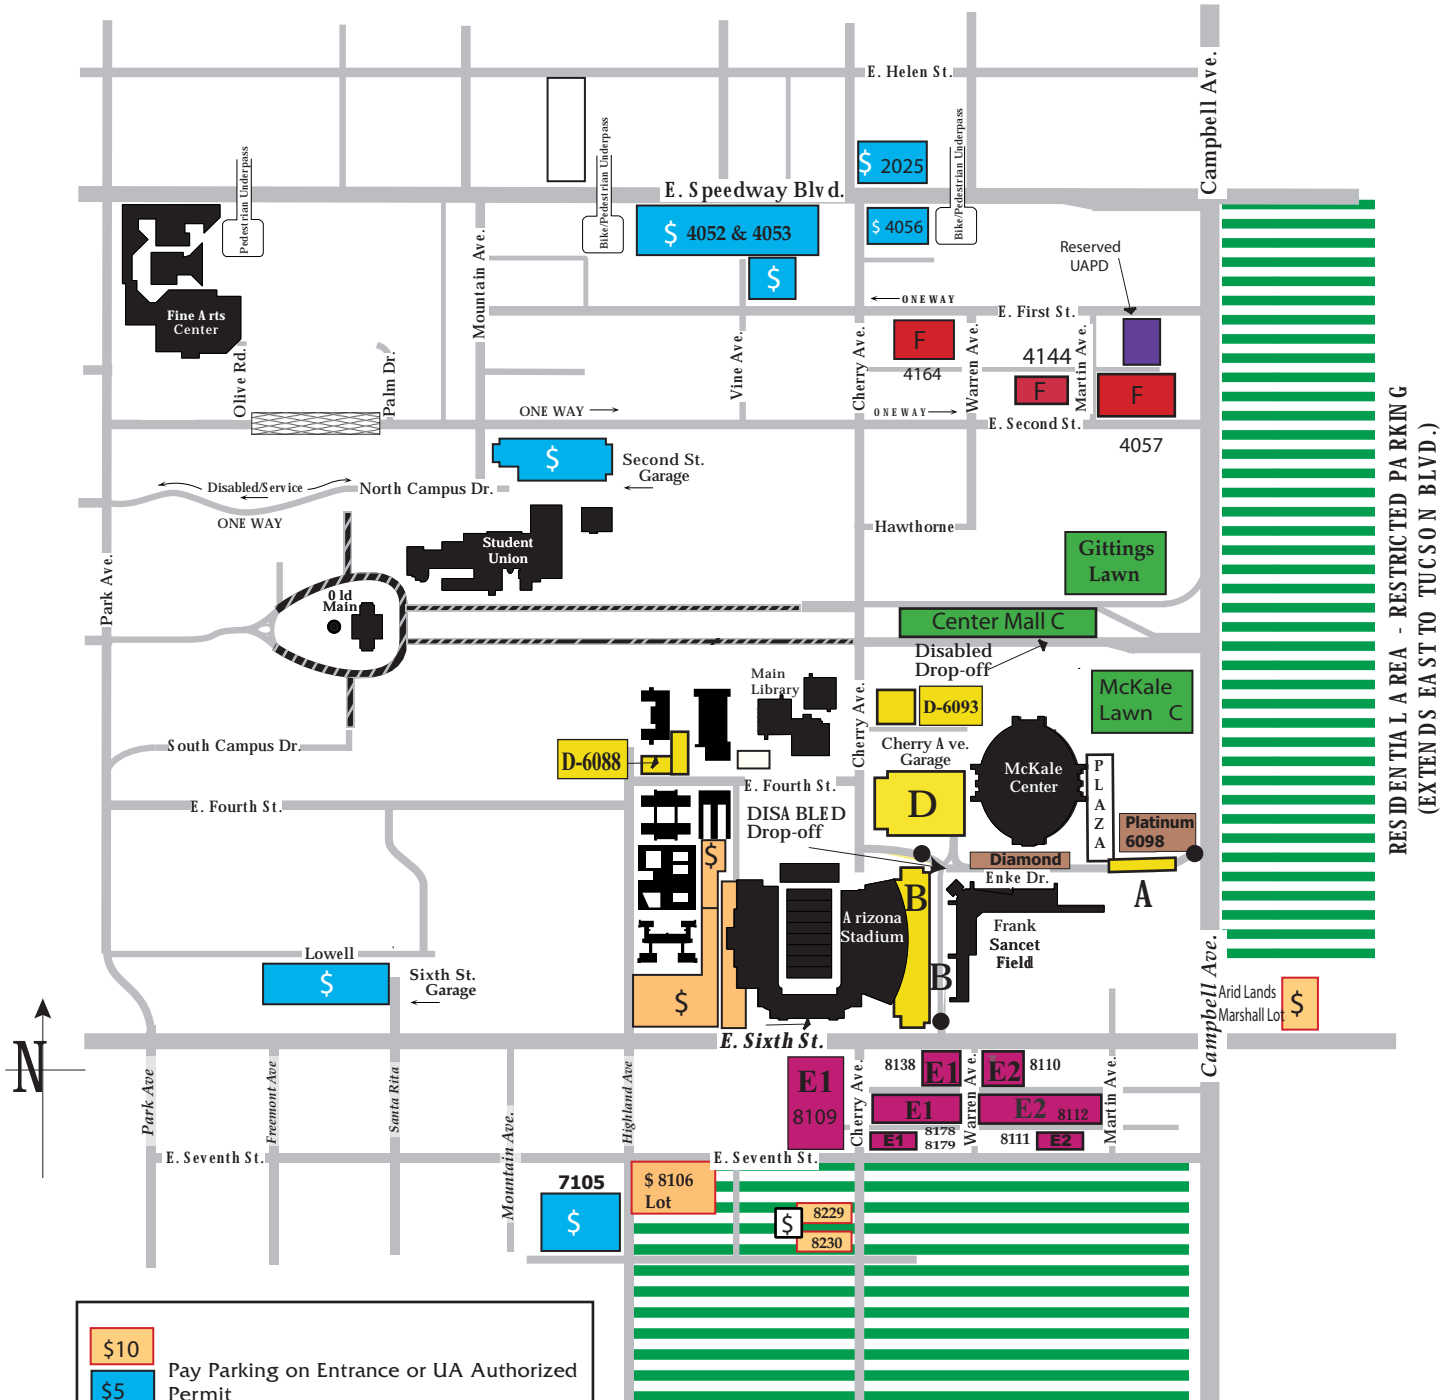 E. Helen St.
Campbell Ave.
Pedestrian Underpass
Bike/Pedestrian Underpass
Bike/Pedestrian Underpass
$ 2025
E. Speedway Blvd.
$ 4052 & 4053
$ 4056
$
Reserved
UAPD
ONE WAY
E. First St.
Fine Arts
Center
Mountain Ave.
Olive Rd.
Palm Dr.
Vine Ave.
Cherry Ave.
Warren Ave.
Martin Ave.
F
4164
4144
F
F
4057
ONE WAY
ONE WAY
E. Second St.
$
Second St.
Garage
Disabled/Service
North Campus Dr.
ONE WAY
Hawthorne
Student
Union
Park Ave.
Old
Main
Gittings
Lawn
Center Mall C
Disabled
Drop-off
McKale
Lawn C
RESIDENTIAL AREA - RESTRICTED PARKING
(EXTENDS EAST TO TUCSON BLVD.)
Main
Library
Cherry Ave.
D-6093
South Campus Dr.
D-6088
Cherry Ave.
Garage
McKale
Center
PLAZA
E. Fourth St.
E. Fourth St.
D
DISABLED
Drop-off
Platinum
6098
Diamond
Enke Dr.
A
$
B
Arizona
Stadium
Frank
Sancet
Field
B
Lowell
$
Sixth St.
Garage
$
Campbell Ave.
Arid Lands
Marshall Lot
$
N
E. Sixth St.
Park Ave
Freemont Ave
Santa Rita
Mountain Ave.
Highland Ave
E1
8109
Cherry Ave.
8138
E1
Warren Ave.
E2
8110
Martin Ave.
E1
E2 8112
E1
8178
8179
8111
E2
E. Seventh St.
E. Seventh St.
7105
$
$ 8106
Lot
$
8229
8230
$10
Pay Parking on Entrance or UA Authorized
$5
Permit